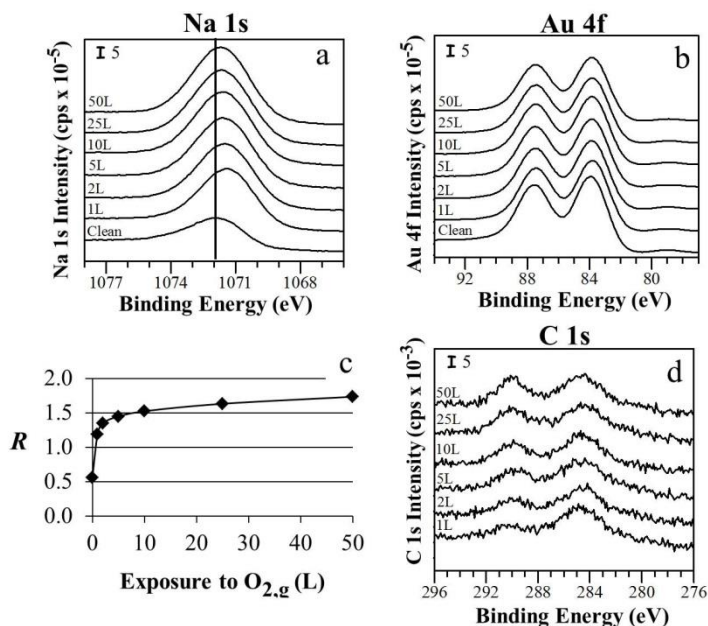 Na 1s
Au 4f
I 5
a
50L
25L
10L
5L
2L
1L
Clean
Na 1s Intensity (cps x 10⁻⁵)
1077
1074
1071
1068
Binding Energy (eV)
I 5
b
50L
25L
10L
5L
2L
1L
Clean
Au 4f Intensity (cps x 10⁻⁵)
92
88
84
80
Binding Energy (eV)
c
2.0
1.5
1.0
0.5
0.0
R
0
10
20
30
40
50
Exposure to O₂,g (L)
C 1s
I 5
d
50L
25L
10L
5L
2L
1L
C 1s Intensity (cps x 10⁻³)
296
292
288
284
280
276
Binding Energy (eV)